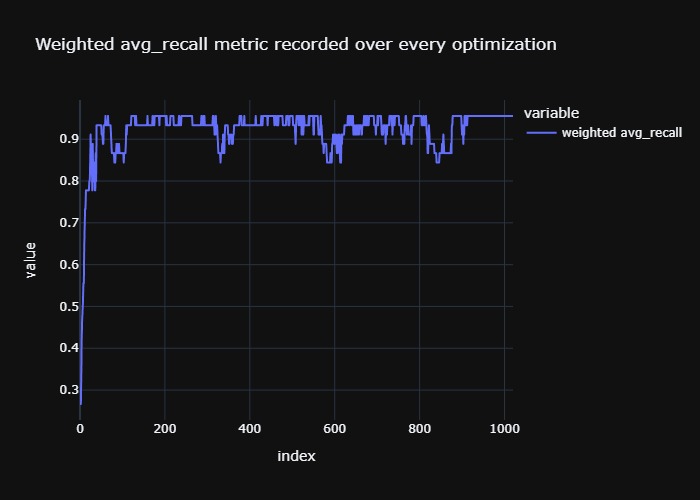 Weighted avg_recall metric recorded over every optimization
variable
weighted avg_recall
value
0.9
0.8
0.7
0.6
0.5
0.4
0.3
0 200 400 600 800 1000
index